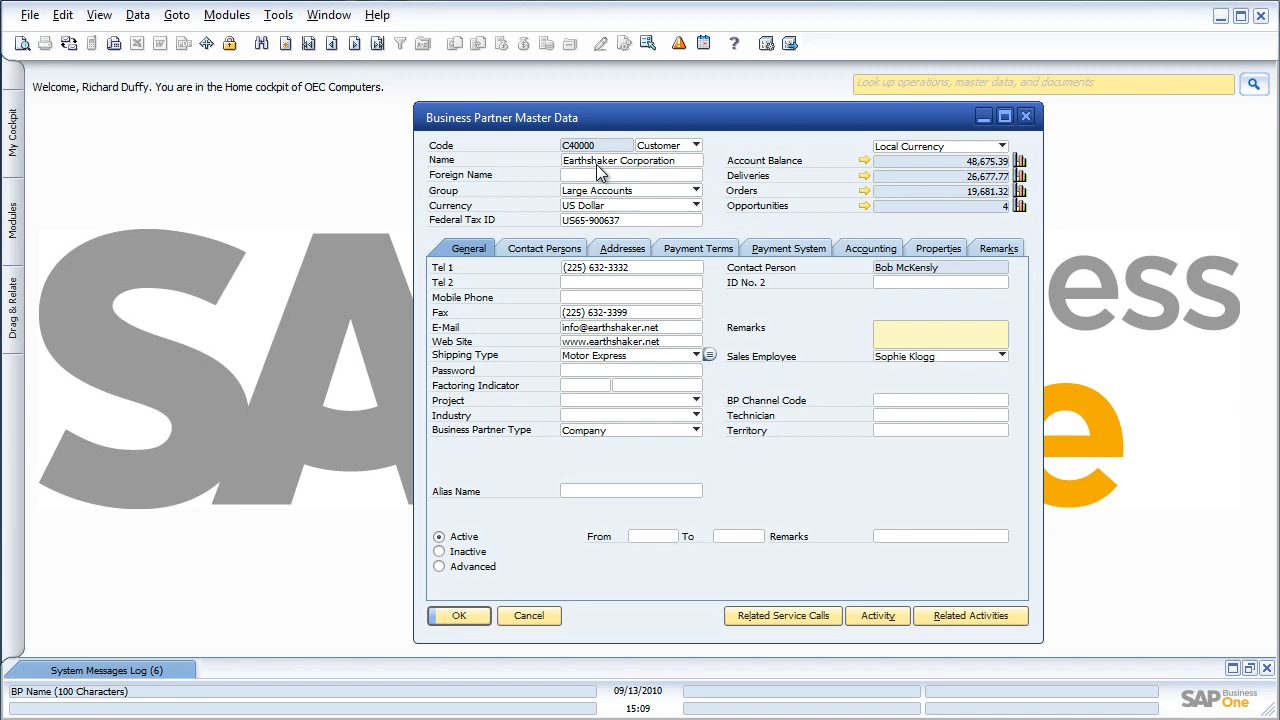 File Edit View Data Goto Modules Tools Window Help
Welcome, Richard Duffy. You are in the Home cockpit of OEC
Look up operations, master data, and documents
My Cockpit
Modules
Drag & Relate
Business Partner Master Data
Code C40000 Customer Local Currency
Name Earthshaker Corporation Account Balance 48,675.39
Foreign Name Deliveries 26,677.77
Group Large Accounts Orders 19,681.32
Currency US Dollar Opportunities 4
Federal Tax ID US65-900637
General Contact Persons Addresses Payment Terms Payment System Accounting Properties Remarks
Tel 1 (225) 632-3332 Contact Person Bob McKensly
Tel 2 ID No. 2
Mobile Phone
Fax (225) 632-3399
E-Mail info@earthshaker.net Remarks
Web Site www.earthshaker.net
Shipping Type Motor Express Sales Employee Sophie Klogg
Password
Factoring Indicator
Project BP Channel Code
Industry Technician
Business Partner Type Company Territory
Alias Name
Active From To Remarks
Inactive
Advanced
OK Cancel Related Service Calls Activity Related Activities
SA
ess
e
System Messages Log (6)
BP Name (100 Characters) 09/13/2010
15:09
SAP Business One